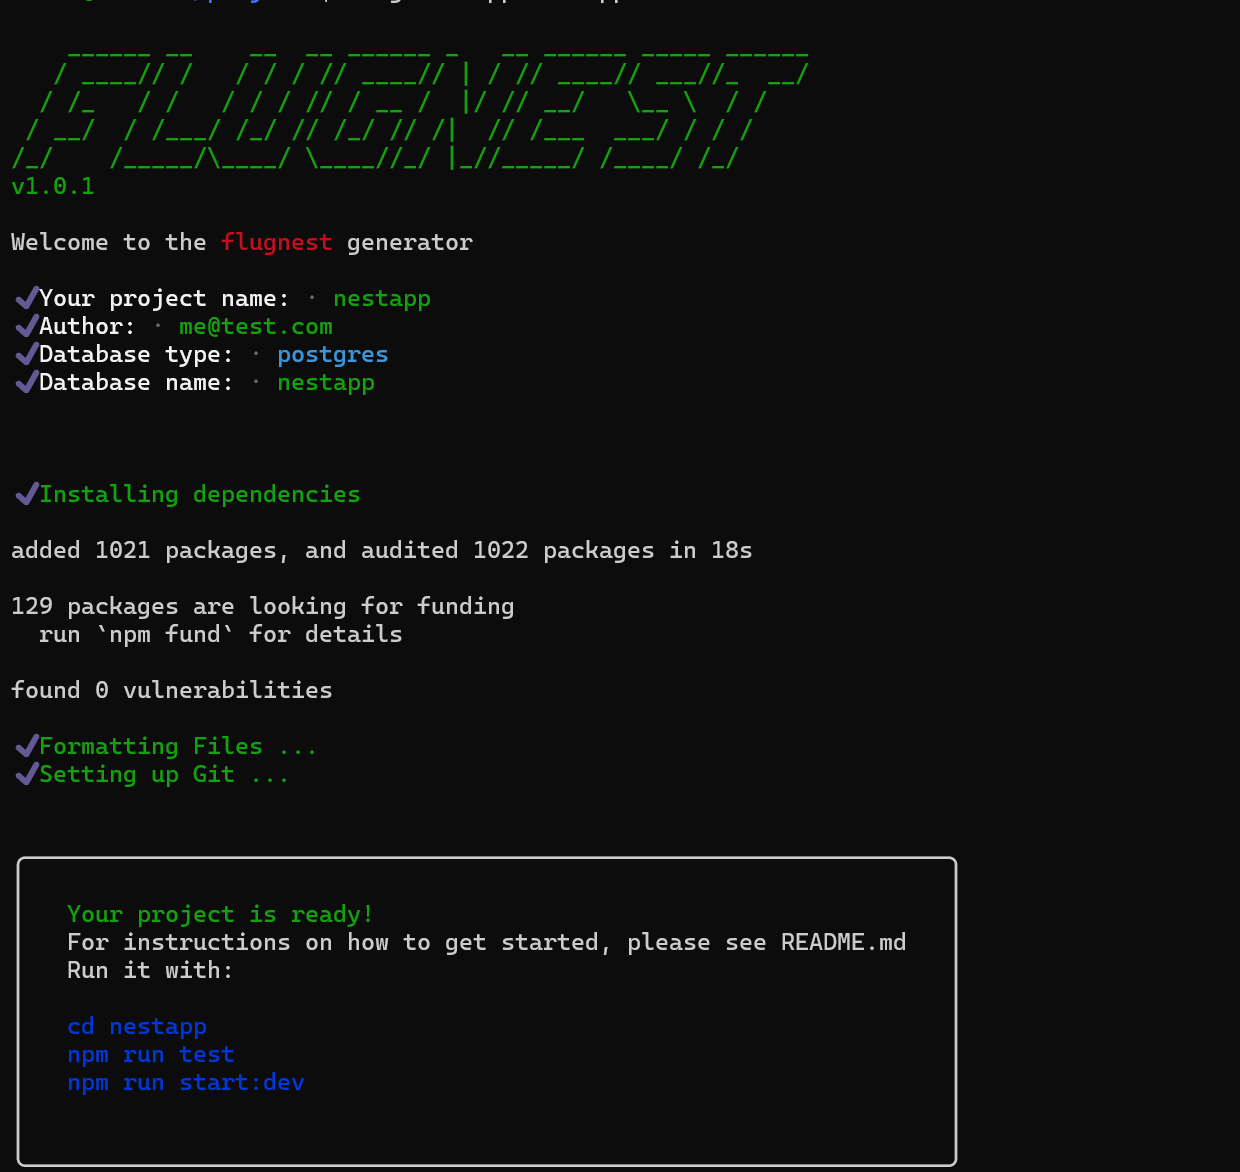 FLUGNEST
v1.0.1
Welcome to the flugnest generator
✔Your project name: · nestapp
✔Author: · me@test.com
✔Database type: · postgres
✔Database name: · nestapp
✔Installing dependencies
added 1021 packages, and audited 1022 packages in 18s
129 packages are looking for funding
run `npm fund` for details
found 0 vulnerabilities
✔Formatting Files ...
✔Setting up Git ...
Your project is ready!
For instructions on how to get started, please see README.md
Run it with:
cd nestapp
npm run test
npm run start:dev